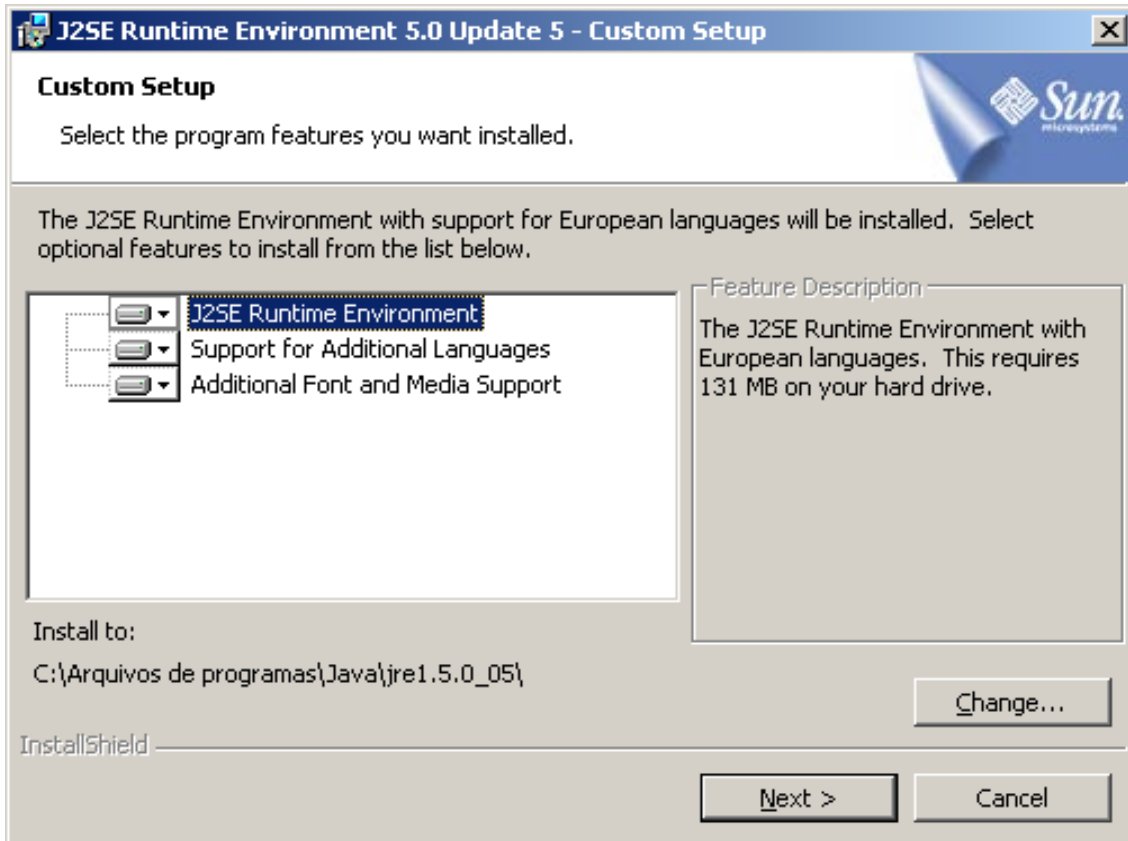 J2SE Runtime Environment 5.0 Update 5 - Custom Setup
Custom Setup
Select the program features you want installed.
Sun
microsystems
The J2SE Runtime Environment with support for European languages will be installed. Select
optional features to install from the list below.
J2SE Runtime Environment
Support for Additional Languages
Additional Font and Media Support
Feature Description
The J2SE Runtime Environment with
European languages. This requires
131 MB on your hard drive.
Install to:
C:\Arquivos de programas\Java\jre1.5.0_05\
Change...
InstallShield
Next >
Cancel